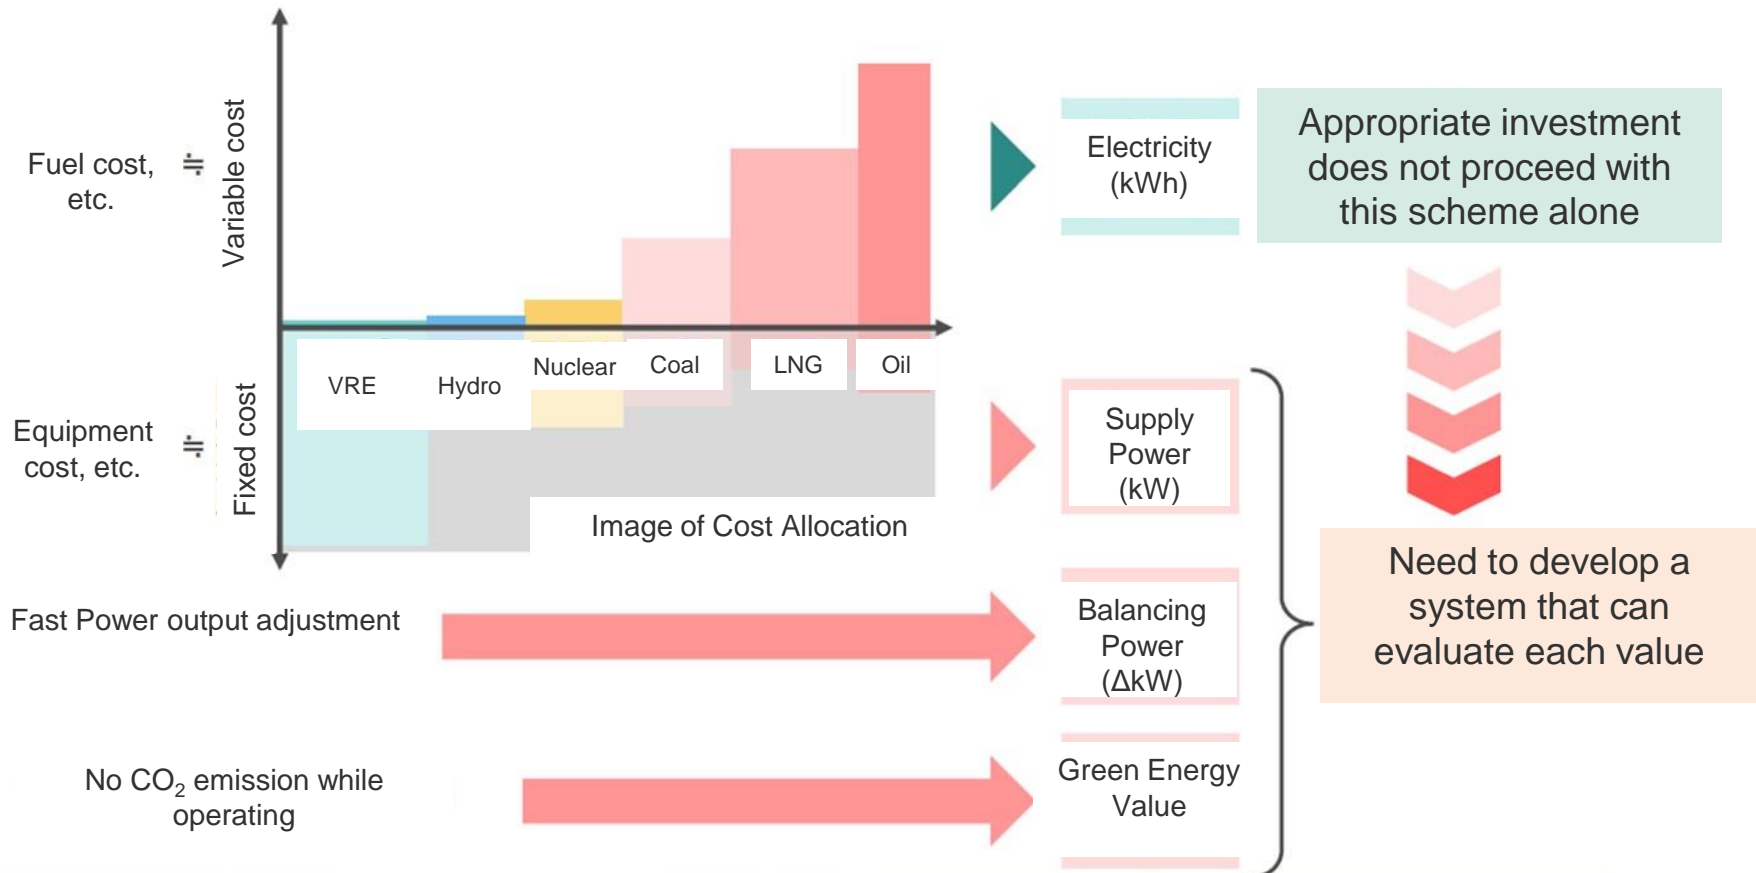 Fuel cost,
etc.
≒
Variable cost
Electricity
(kWh)
Appropriate investment
does not proceed with
this scheme alone
VRE
Hydro
Nuclear
Coal
LNG
Oil
Equipment
cost, etc.
≒
Fixed cost
Supply
Power
(kW)
Image of Cost Allocation
Need to develop a
system that can
evaluate each value
Fast Power output adjustment
Balancing
Power
(ΔkW)
No CO₂ emission while
operating
Green Energy
Value